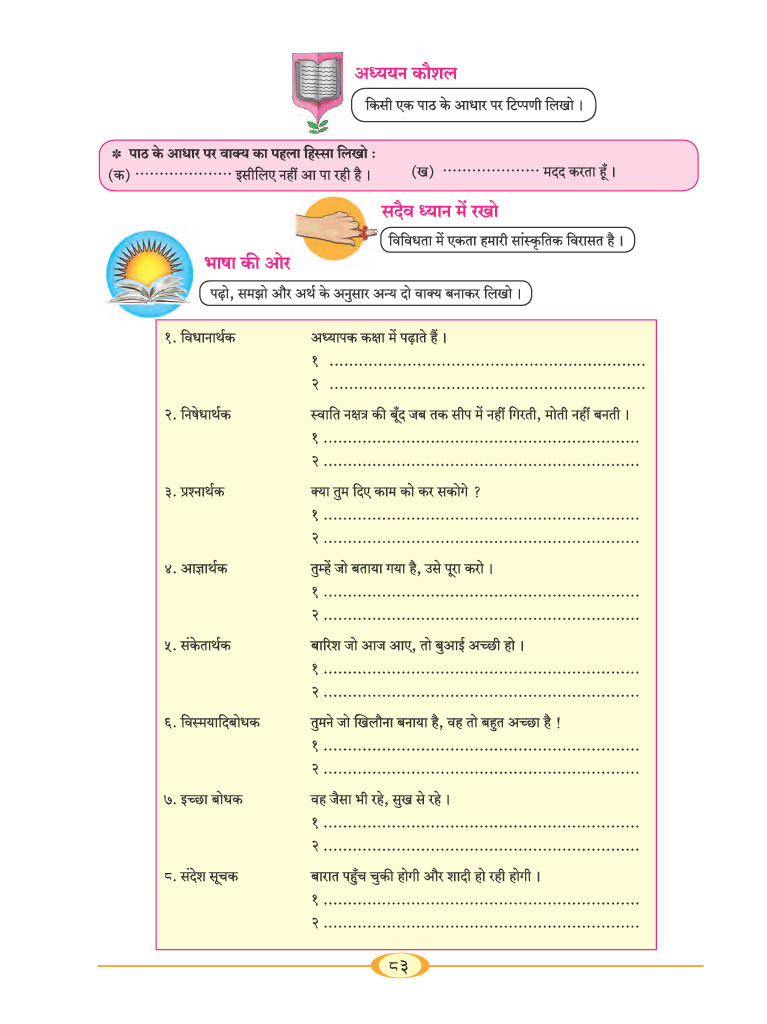 अध्ययन कौशल
किसी एक पाठ के आधार पर टिप्पणी लिखो ।
✻ पाठ के आधार पर वाक्य का पहला हिस्सा लिखो :
(क) .................... इसीलिए नहीं आ पा रही है । (ख) .................... मदद करता हूँ ।
सदैव ध्यान में रखो
विविधता में एकता हमारी सांस्कृतिक विरासत है ।
भाषा की ओर
पढ़ो, समझो और अर्थ के अनुसार अन्य दो वाक्य बनाकर लिखो ।
१. विधानार्थक अध्यापक कक्षा में पढ़ाते हैं ।
१ .................................................................
२ .................................................................
२. निषेधार्थक स्वाति नक्षत्र की बूँद जब तक सीप में नहीं गिरती, मोती नहीं बनती ।
१ .................................................................
२ .................................................................
३. प्रश्नार्थक क्या तुम दिए काम को कर सकोगे ?
१ .................................................................
२ .................................................................
४. आज्ञार्थक तुम्हें जो बताया गया है, उसे पूरा करो ।
१ .................................................................
२ .................................................................
५. संकेतार्थक बारिश जो आज आए, तो बुआई अच्छी हो ।
१ .................................................................
२ .................................................................
६. विस्मयादिबोधक तुमने जो खिलौना बनाया है, वह तो बहुत अच्छा है !
१ .................................................................
२ .................................................................
७. इच्छा बोधक वह जैसा भी रहे, सुख से रहे ।
१ .................................................................
२ .................................................................
८. संदेश सूचक बारात पहुँच चुकी होगी और शादी हो रही होगी ।
१ .................................................................
२ .................................................................
८३